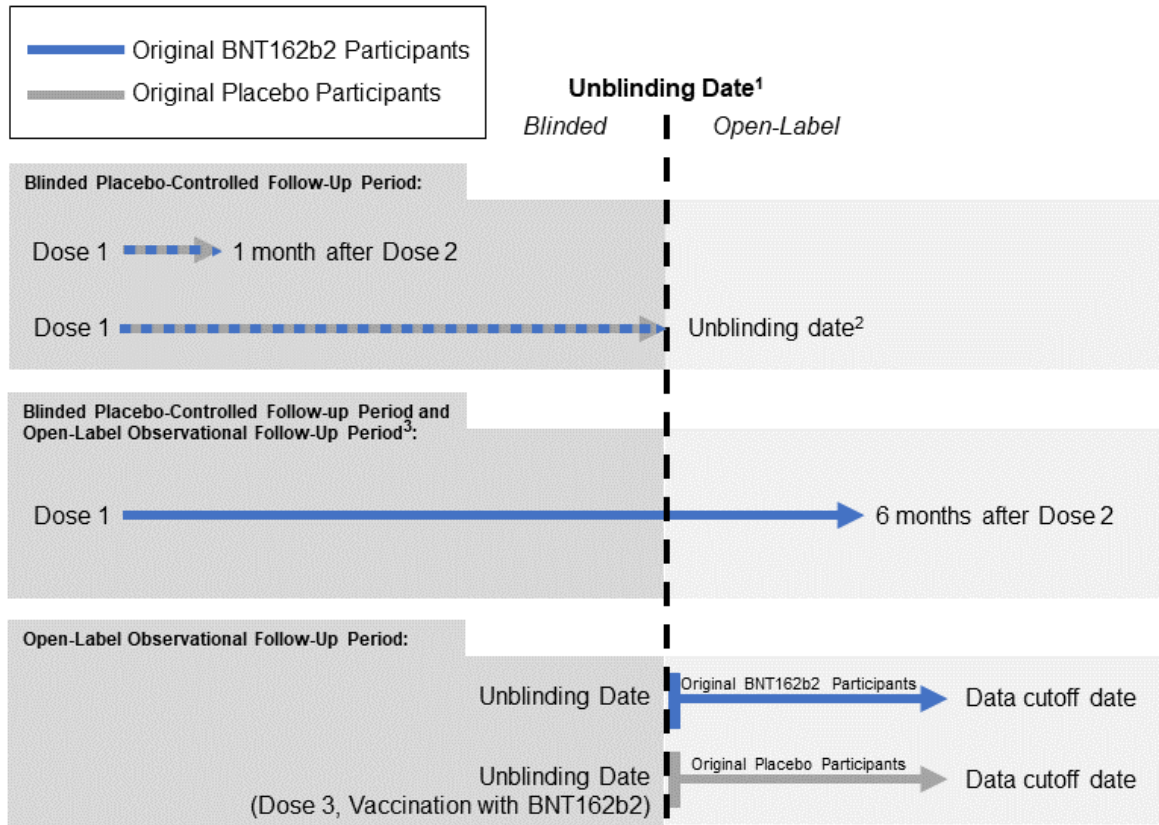 Original BNT162b2 Participants
Original Placebo Participants
Unblinding Date¹
Blinded
Open-Label
Blinded Placebo-Controlled Follow-Up Period:
Dose 1
1 month after Dose 2
Dose 1
Unblinding date²
Blinded Placebo-Controlled Follow-up Period and
Open-Label Observational Follow-Up Period³:
Dose 1
6 months after Dose 2
Open-Label Observational Follow-Up Period:
Unblinding Date
Original BNT162b2 Participants
Data cutoff date
Unblinding Date
(Dose 3, Vaccination with BNT162b2)
Original Placebo Participants
Data cutoff date